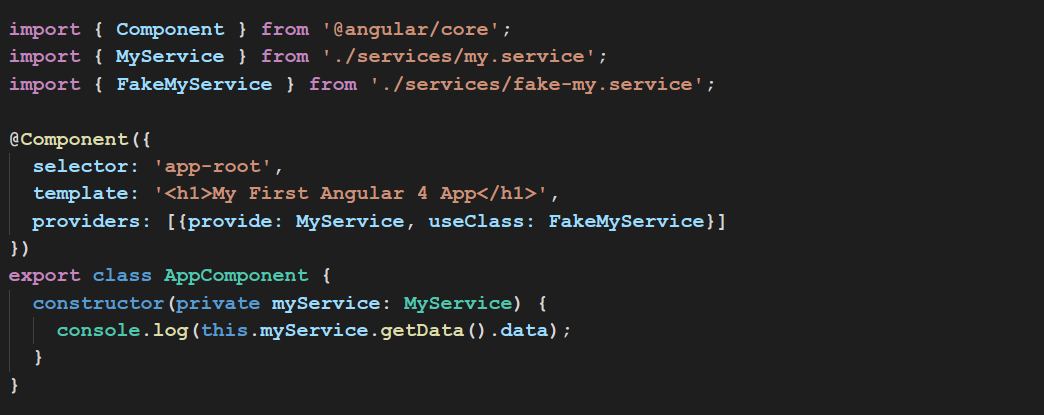 import { Component } from '@angular/core';
import { MyService } from './services/my.service';
import { FakeMyService } from './services/fake-my.service';

@Component({
  selector: 'app-root',
  template: '<h1>My First Angular 4 App</h1>',
  providers: [{provide: MyService, useClass: FakeMyService}]
})
export class AppComponent {
  constructor(private myService: MyService) {
    console.log(this.myService.getData().data);
  }
}